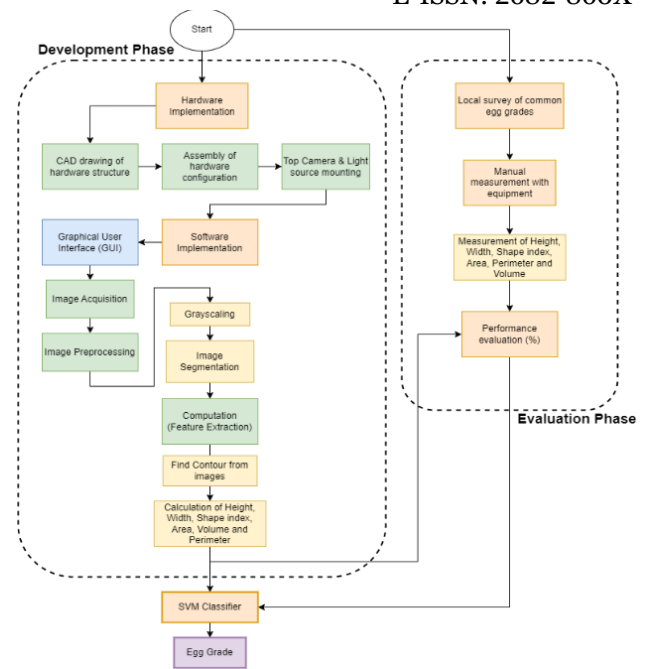 E-ISSN: 2682-860X
Start
Development Phase
Hardware
Implementation
CAD drawing of
hardware structure
Assembly of
hardware
configuration
Top Camera & Light
source mounting
Graphical User
Interface (GUI)
Software
Implementation
Image Acquisition
Image Preprocessing
Grayscaling
Image
Segmentation
Computation
(Feature Extraction)
Find Contour from
images
Calculation of Height,
Width, Shape index,
Area, Volume and
Perimeter
Local survey of common
egg grades
Manual
measurement with
equipment
Measurement of Height,
Width, Shape index,
Area, Perimeter and
Volume
Performance
evaluation (%)
Evaluation Phase
SVM Classifier
Egg Grade